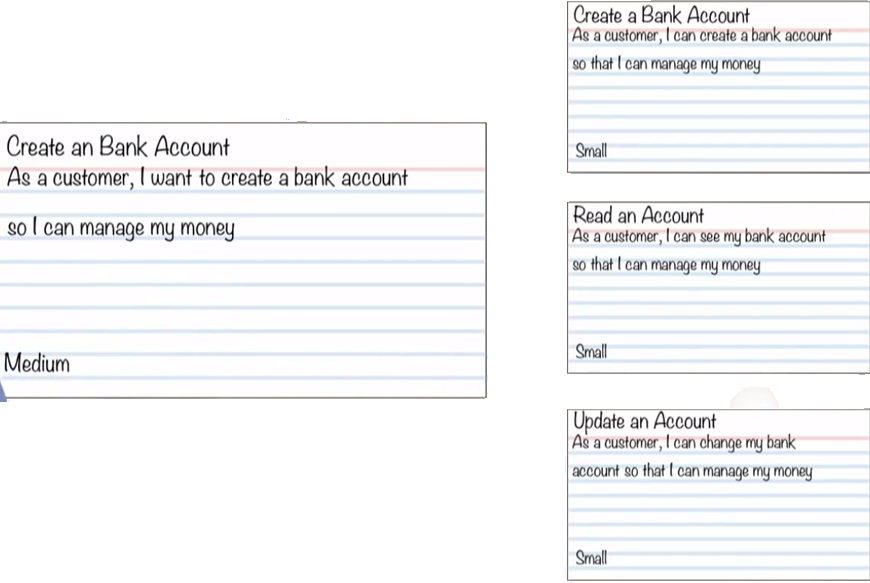 Create an Bank Account
As a customer, I want to create a bank account
so I can manage my money
Medium
Create a Bank Account
As a customer, I can create a bank account
so that I can manage my money
Small
Read an Account
As a customer, I can see my bank account
so that I can manage my money
Small
Update an Account
As a customer, I can change my bank
account so that I can manage my money
Small